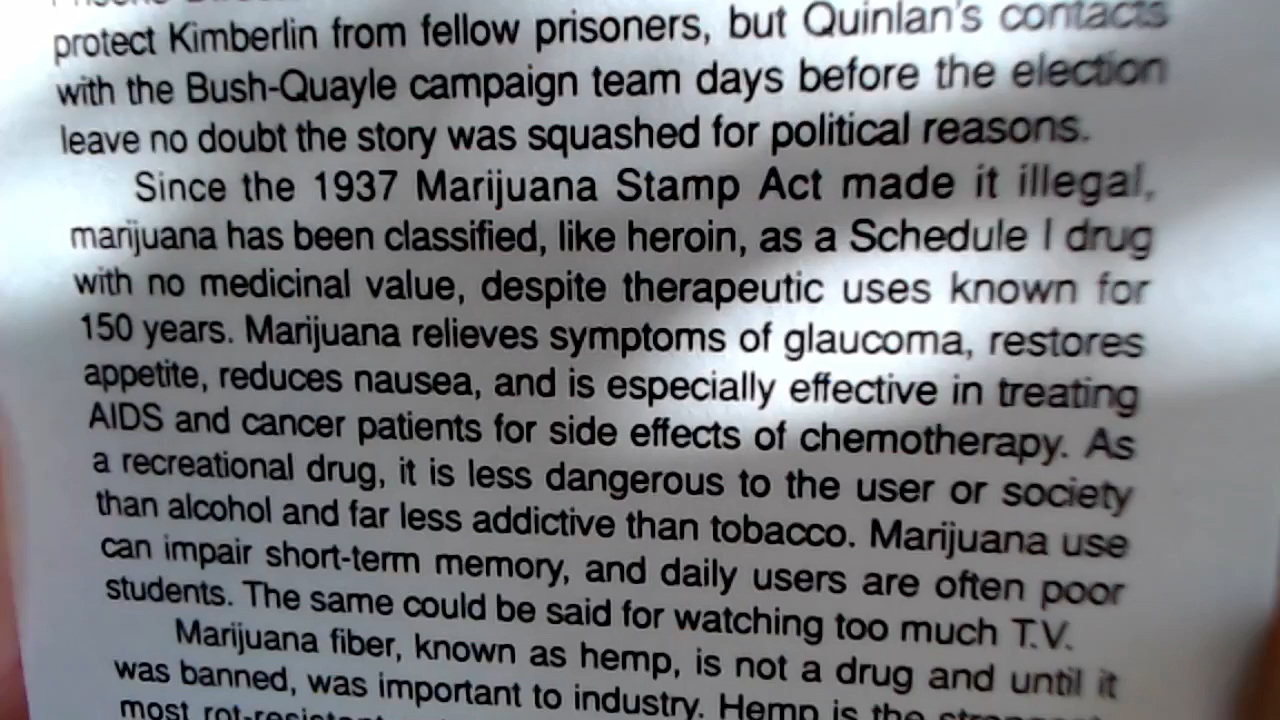 protect Kimberlin from fellow prisoners, but Quinlan's contacts
with the Bush-Quayle campaign team days before the election
leave no doubt the story was squashed for political reasons.
Since the 1937 Marijuana Stamp Act made it illegal,
marijuana has been classified, like heroin, as a Schedule I drug
with no medicinal value, despite therapeutic uses known for
150 years. Marijuana relieves symptoms of glaucoma, restores
appetite, reduces nausea, and is especially effective in treating
AIDS and cancer patients for side effects of chemotherapy. As
a recreational drug, it is less dangerous to the user or society
than alcohol and far less addictive than tobacco. Marijuana use
can impair short-term memory, and daily users are often poor
students. The same could be said for watching too much T.V.
Marijuana fiber, known as hemp, is not a drug and until it
was banned, was important to industry. Hemp is the
most